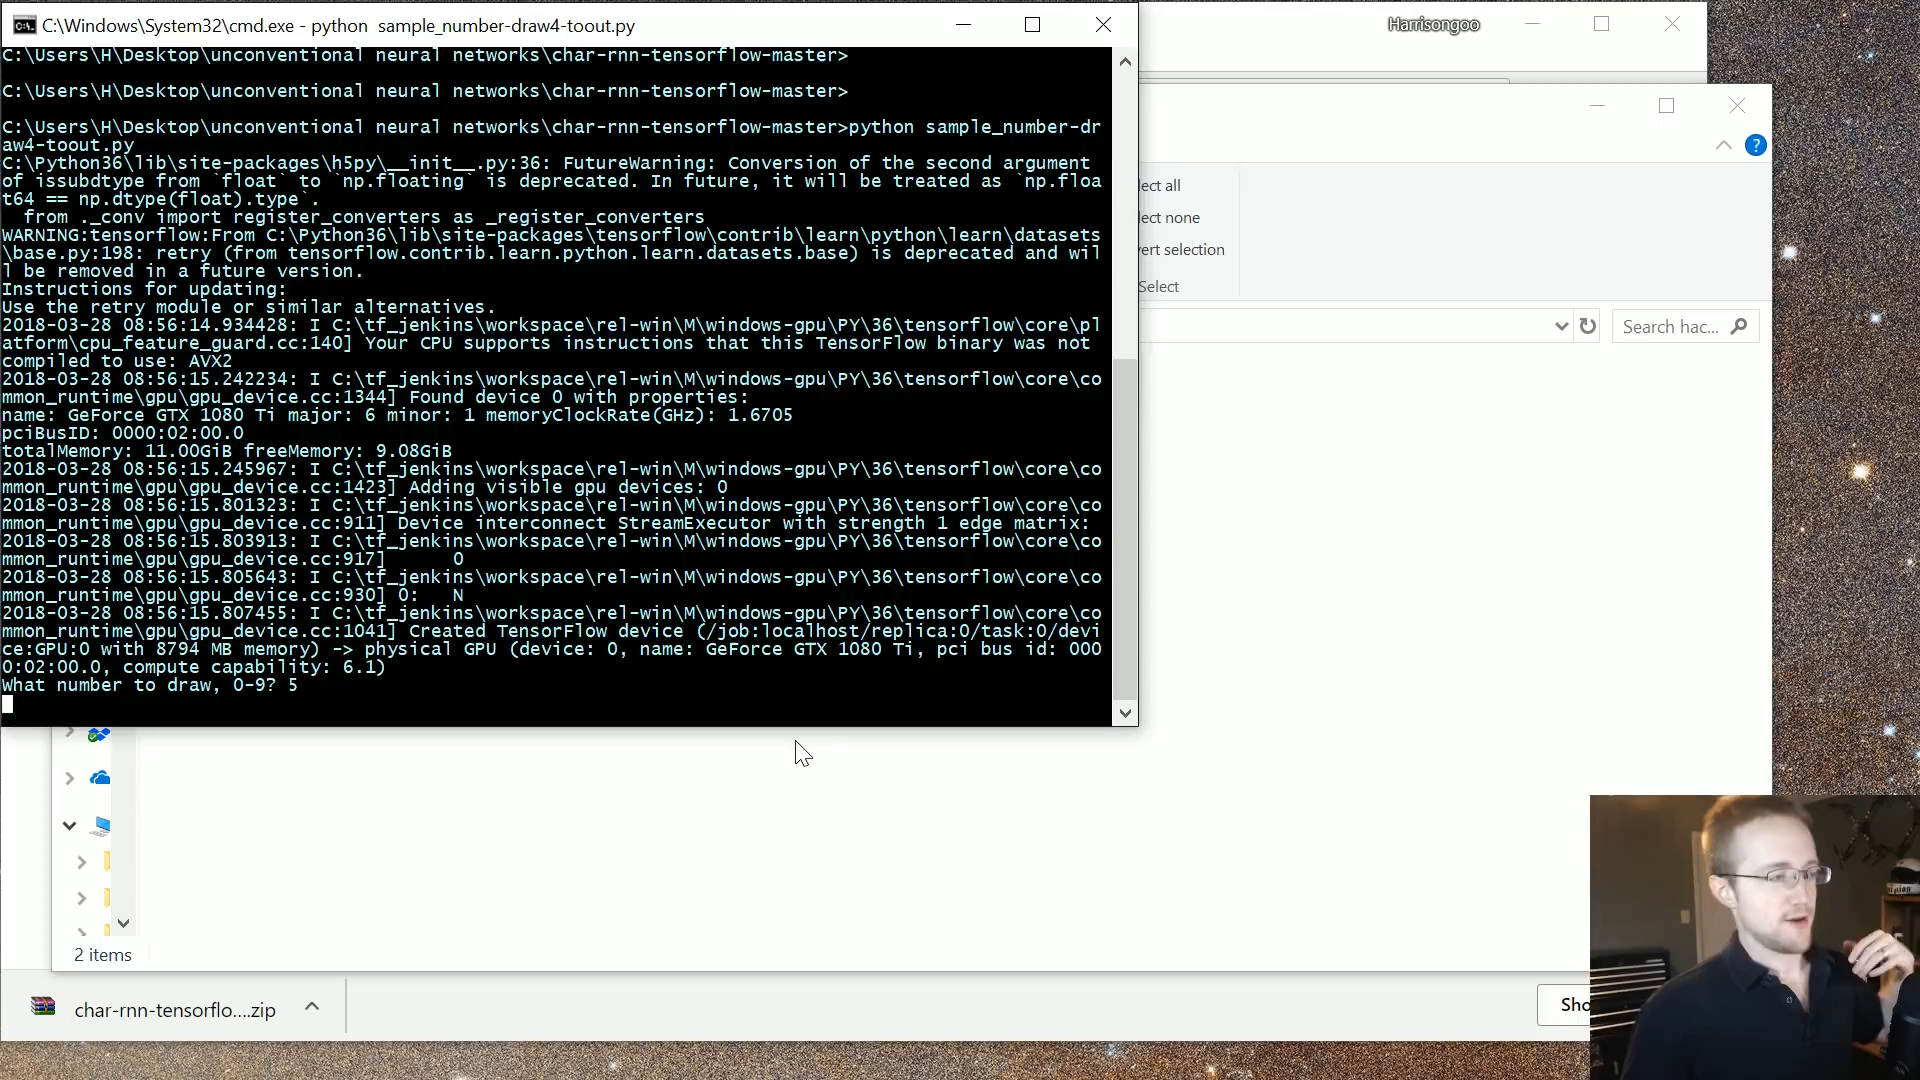 C:\Windows\System32\cmd.exe - python  sample_number-draw4-toout.py
Harrisongoo
C:\Users\H\Desktop\unconventional neural networks\char-rnn-tensorflow-master>
C:\Users\H\Desktop\unconventional neural networks\char-rnn-tensorflow-master>
C:\Users\H\Desktop\unconventional neural networks\char-rnn-tensorflow-master>python sample_number-dr
aw4-toout.py
C:\Python36\lib\site-packages\h5py\__init__.py:36: FutureWarning: Conversion of the second argument
of issubdtype from `float` to `np.floating` is deprecated. In future, it will be treated as `np.floa
t64 == np.dtype(float).type`.
  from ._conv import register_converters as _register_converters
WARNING:tensorflow:From C:\Python36\lib\site-packages\tensorflow\contrib\learn\python\learn\datasets
\base.py:198: retry (from tensorflow.contrib.learn.python.learn.datasets.base) is deprecated and wil
l be removed in a future version.
Instructions for updating:
Use the retry module or similar alternatives.
2018-03-28 08:56:14.934428: I C:\tf_jenkins\workspace\rel-win\M\windows-gpu\PY\36\tensorflow\core\pl
atform\cpu_feature_guard.cc:140] Your CPU supports instructions that this TensorFlow binary was not
compiled to use: AVX2
2018-03-28 08:56:15.242234: I C:\tf_jenkins\workspace\rel-win\M\windows-gpu\PY\36\tensorflow\core\co
mmon_runtime\gpu\gpu_device.cc:1344] Found device 0 with properties:
name: GeForce GTX 1080 Ti major: 6 minor: 1 memoryClockRate(GHz): 1.6705
pciBusID: 0000:02:00.0
totalMemory: 11.00GiB freeMemory: 9.08GiB
2018-03-28 08:56:15.245967: I C:\tf_jenkins\workspace\rel-win\M\windows-gpu\PY\36\tensorflow\core\co
mmon_runtime\gpu\gpu_device.cc:1423] Adding visible gpu devices: 0
2018-03-28 08:56:15.801323: I C:\tf_jenkins\workspace\rel-win\M\windows-gpu\PY\36\tensorflow\core\co
mmon_runtime\gpu\gpu_device.cc:911] Device interconnect StreamExecutor with strength 1 edge matrix:
2018-03-28 08:56:15.803913: I C:\tf_jenkins\workspace\rel-win\M\windows-gpu\PY\36\tensorflow\core\co
mmon_runtime\gpu\gpu_device.cc:917]      0
2018-03-28 08:56:15.805643: I C:\tf_jenkins\workspace\rel-win\M\windows-gpu\PY\36\tensorflow\core\co
mmon_runtime\gpu\gpu_device.cc:930] 0:   N
2018-03-28 08:56:15.807455: I C:\tf_jenkins\workspace\rel-win\M\windows-gpu\PY\36\tensorflow\core\co
mmon_runtime\gpu\gpu_device.cc:1041] Created TensorFlow device (/job:localhost/replica:0/task:0/devi
ce:GPU:0 with 8794 MB memory) -> physical GPU (device: 0, name: GeForce GTX 1080 Ti, pci bus id: 000
0:02:00.0, compute capability: 6.1)
What number to draw, 0-9? 5
lect all
lect none
vert selection
Select
Search hac...
2 items
char-rnn-tensorflo....zip
Sho